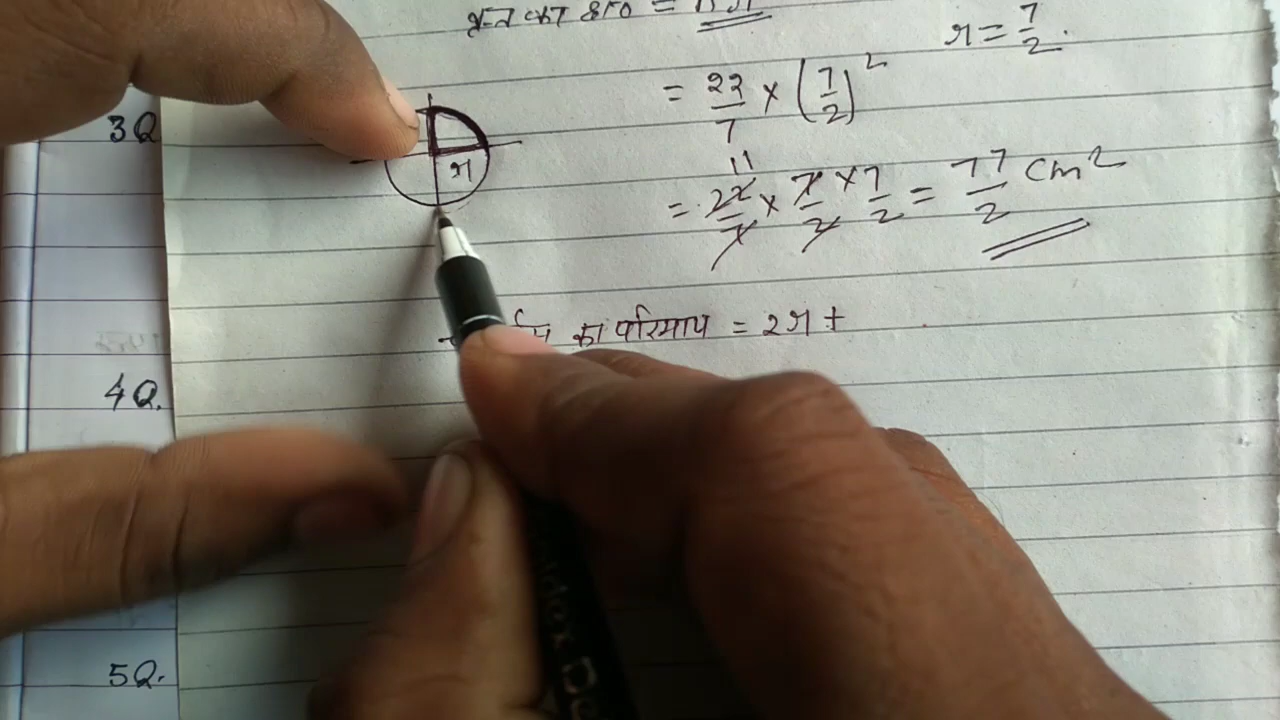 वृत्त का क्षे० = πr²
r = 7/2.
= 22/7 × (7/2)²
3Q
r
11
= 22/7 × 7/2 × 7/2 = 77/2 cm²
का परिमाप = 2r +
4Q.
5Q.